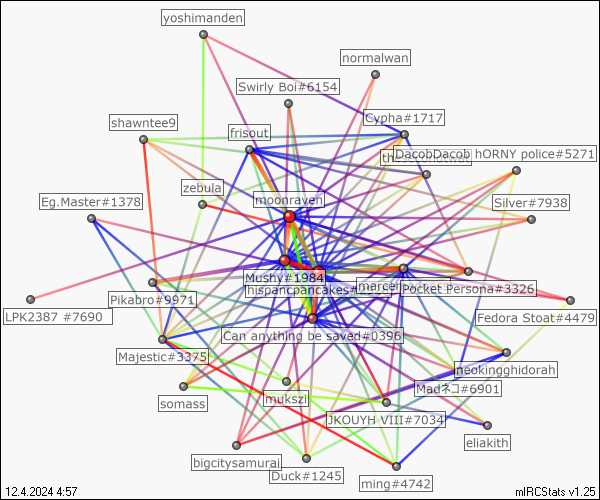 yoshimanden
normalwan
Swirly Boi#6154
Cypha#1717
shawntee9
frisout
DacobDacob hORNY police#5271
zebula
Eg.Master#1378
moonraven
Silver#7938
Mushy#1984
hispancpancakes
marcen
Pocket Persona#3326
Pikabro#9971
LPK2387 #7690
Fedora Stoat#4479
Can anything be saved#0396
Majestic#3375
neokingghidorah
Madネコ#6901
somass
mukszi
JKOUYH VIII#7034
eliakith
bigcitysamurai
Duck#1245
ming#4742
12.4.2024 4:57
mIRCStats v1.25